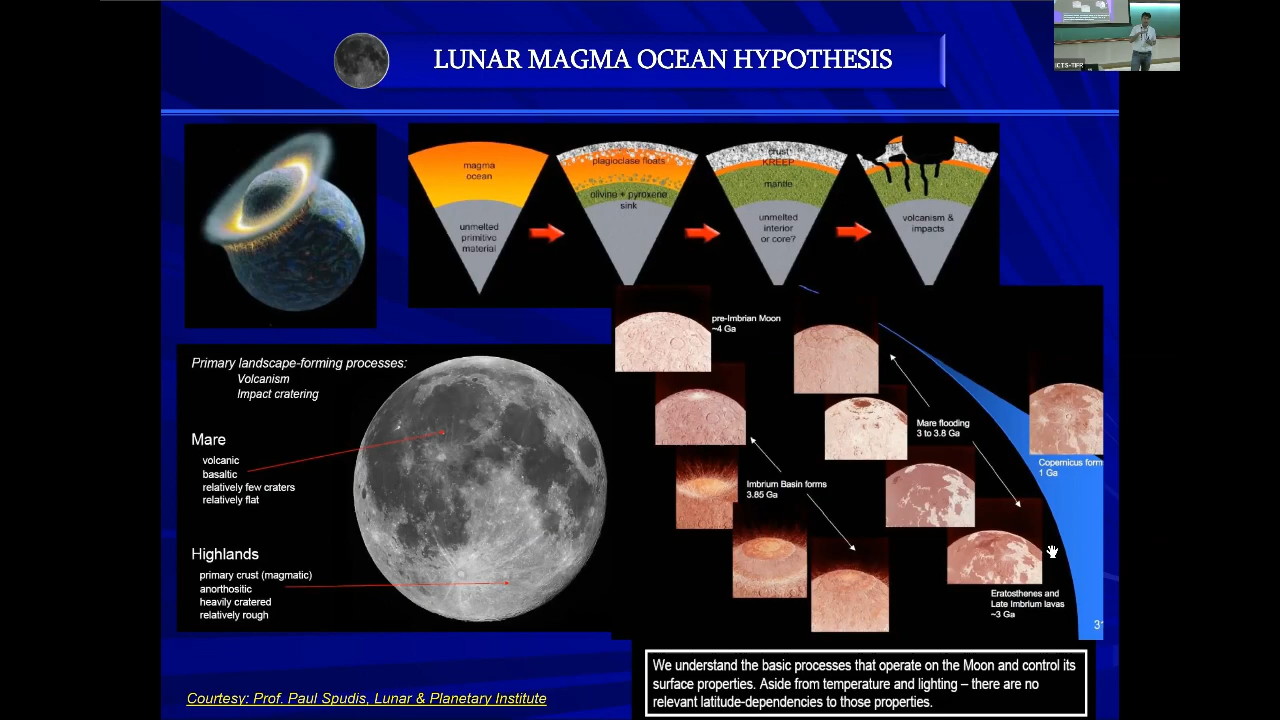 LUNAR MAGMA OCEAN HYPOTHESIS
ICTS-TIFR
magma
ocean
unmelted
primitive
material
plagioclase floats
olivine + pyroxene
sink
crust
KREEP
mantle
unmelted
interior
or core?
volcanism &
impacts
Primary landscape-forming processes:
Volcanism
Impact cratering
Mare
volcanic
basaltic
relatively few craters
relatively flat
Highlands
primary crust (magmatic)
anorthositic
heavily cratered
relatively rough
pre-Imbrian Moon
~4 Ga
Imbrium Basin forms
3.85 Ga
Mare flooding
3 to 3.8 Ga
Copernicus form
1 Ga
Eratosthenes and
Late Imbrium lavas
~3 Ga
We understand the basic processes that operate on the Moon and control its
surface properties. Aside from temperature and lighting – there are no
relevant latitude-dependencies to those properties.
Courtesy: Prof. Paul Spudis, Lunar & Planetary Institute